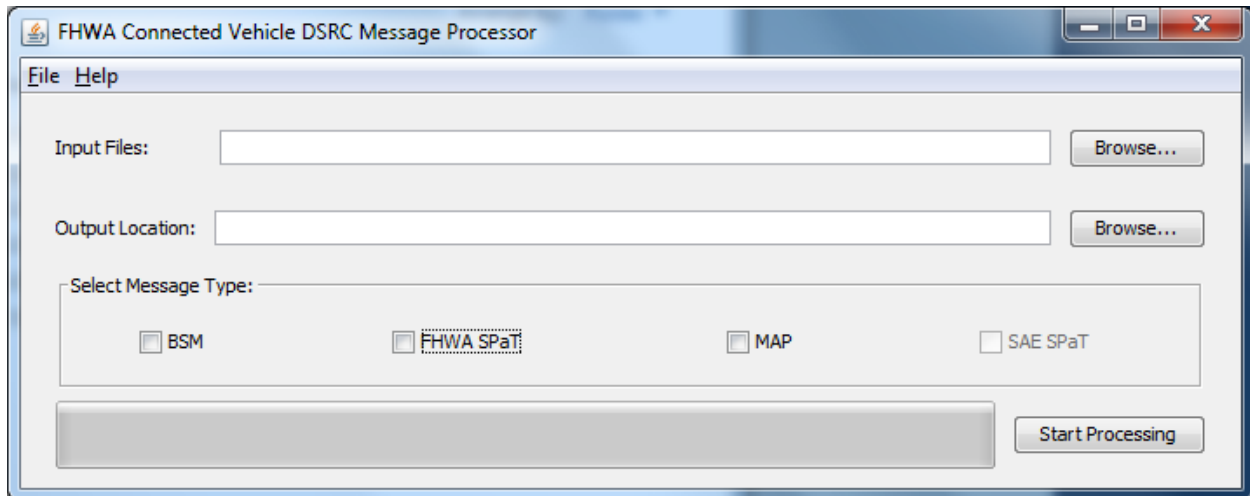 FHWA Connected Vehicle DSRC Message Processor
File Help
Input Files: Browse...
Output Location: Browse...
Select Message Type:
BSM FHWA SPaT MAP SAE SPaT
Start Processing